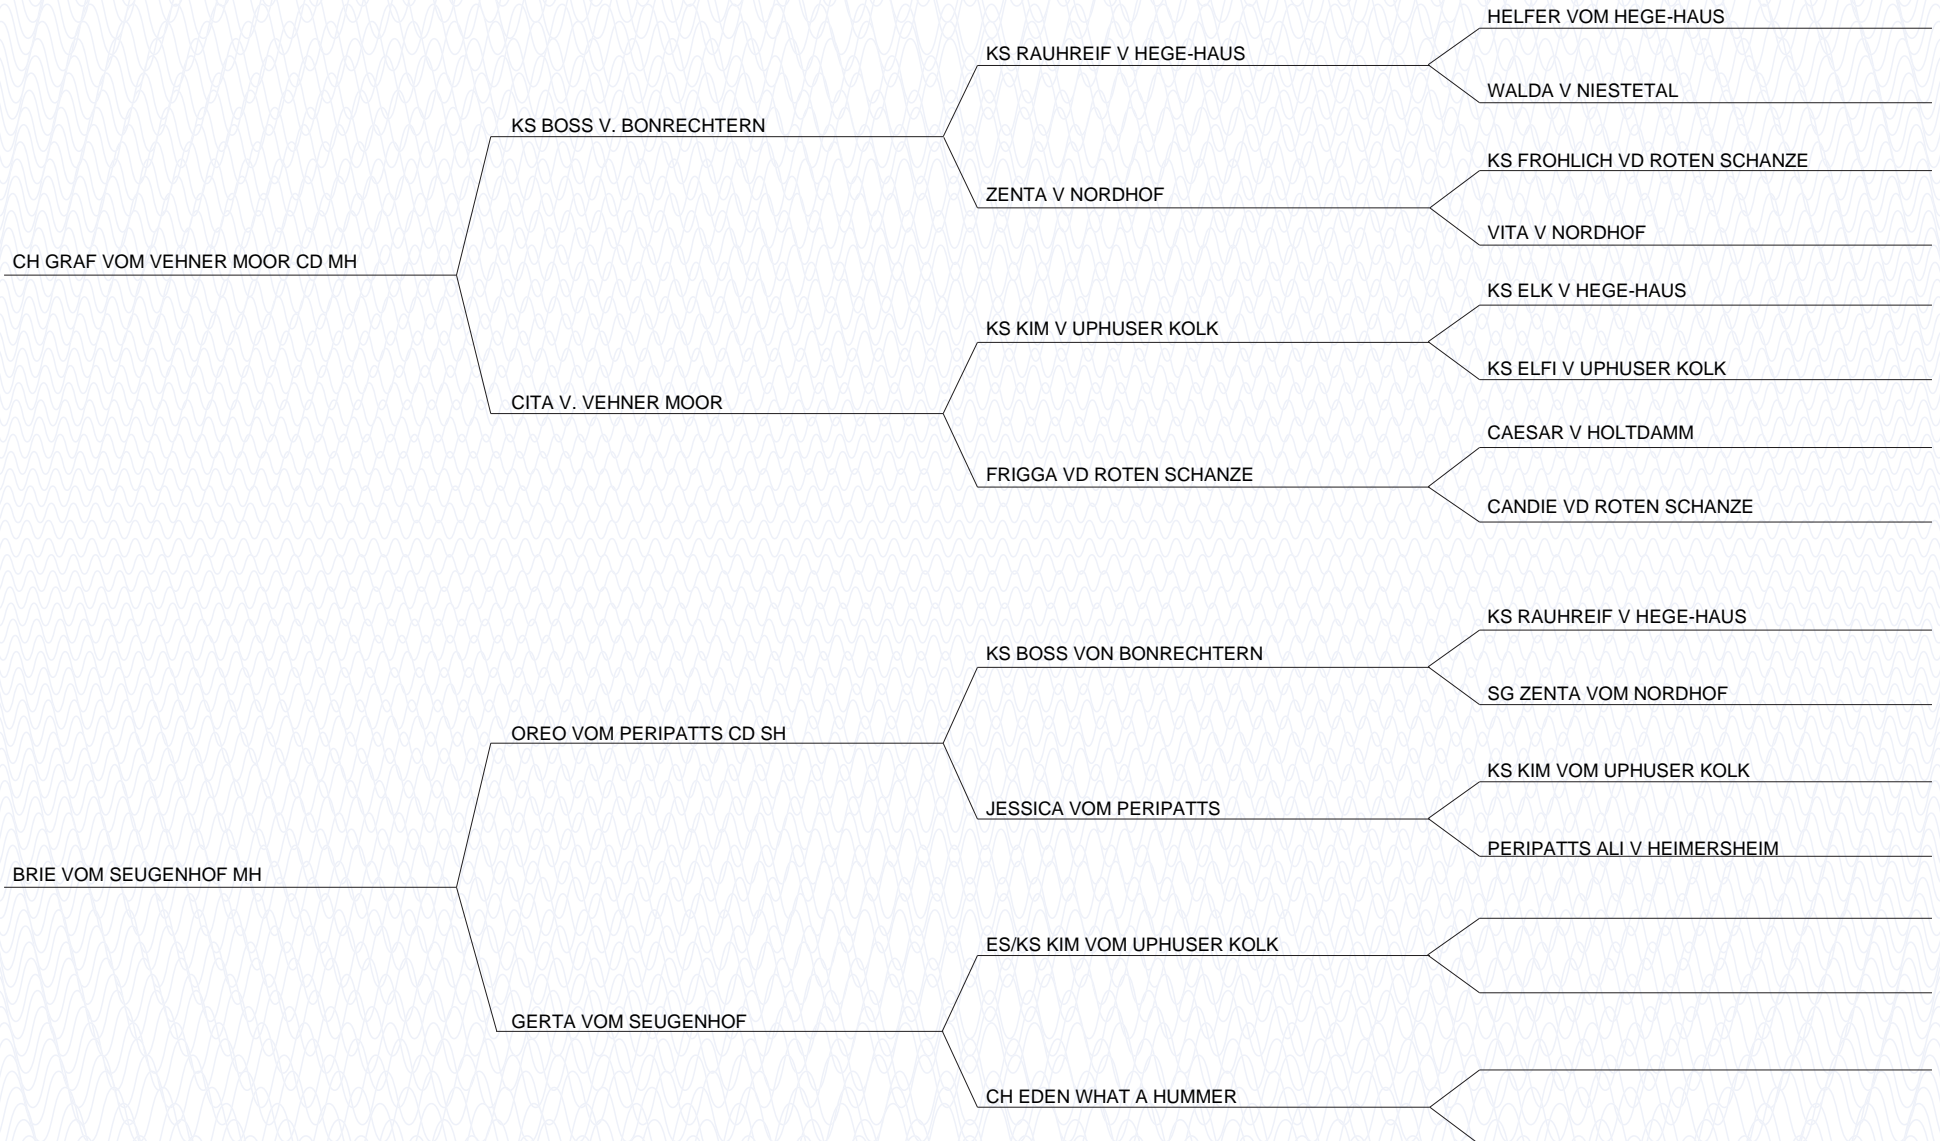 HELFER VOM HEGE-HAUS
KS RAUHREIF V HEGE-HAUS
WALDA V NIESTETAL
KS BOSS V. BONRECHTERN
KS FROHLICH VD ROTEN SCHANZE
ZENTA V NORDHOF
VITA V NORDHOF
CH GRAF VOM VEHNER MOOR CD MH
KS ELK V HEGE-HAUS
KS KIM V UPHUSER KOLK
KS ELFI V UPHUSER KOLK
CITA V. VEHNER MOOR
CAESAR V HOLTDAMM
FRIGGA VD ROTEN SCHANZE
CANDIE VD ROTEN SCHANZE
KS RAUHREIF V HEGE-HAUS
KS BOSS VON BONRECHTERN
SG ZENTA VOM NORDHOF
OREO VOM PERIPATTS CD SH
KS KIM VOM UPHUSER KOLK
JESSICA VOM PERIPATTS
PERIPATTS ALI V HEIMERSHEIM
BRIE VOM SEUGENHOF MH
ES/KS KIM VOM UPHUSER KOLK
GERTA VOM SEUGENHOF
CH EDEN WHAT A HUMMER